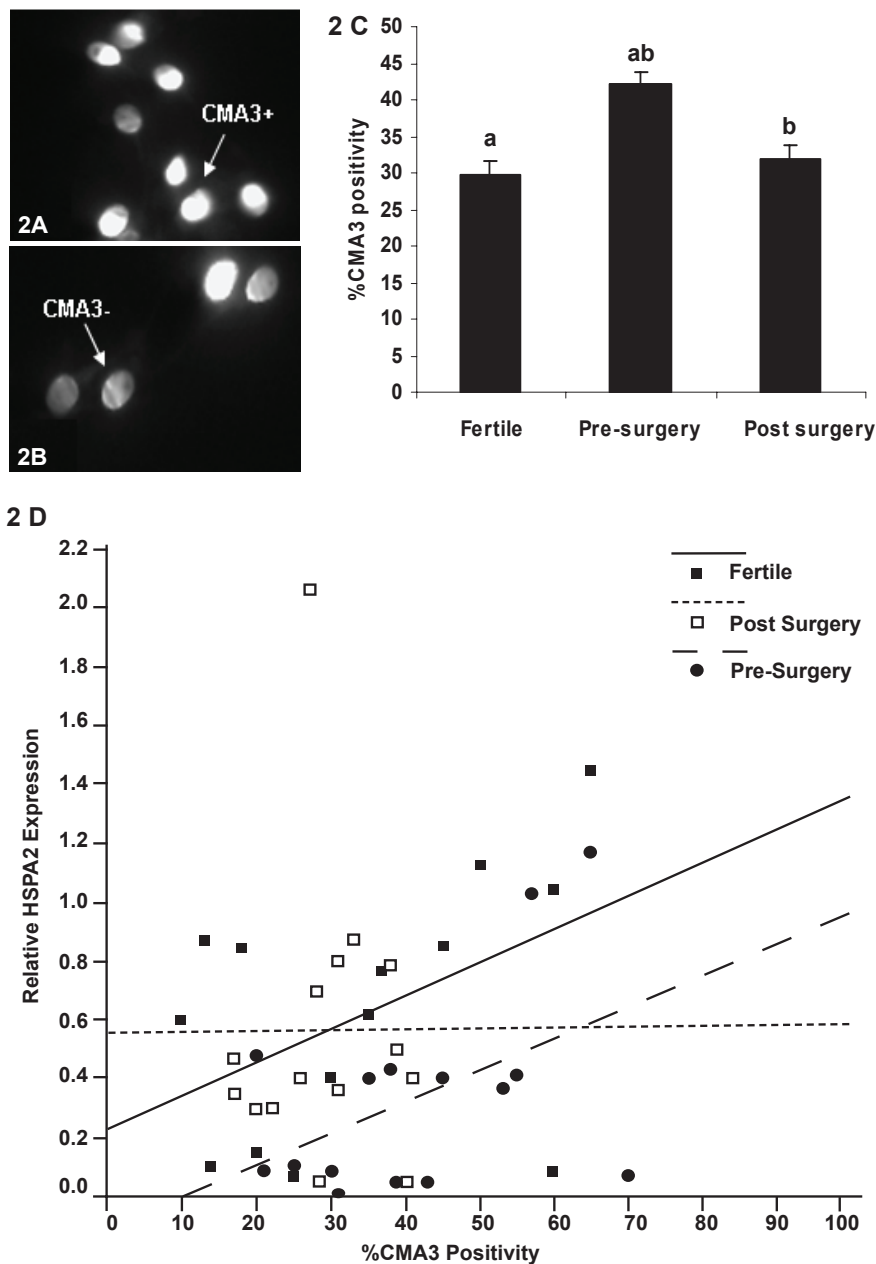 2A
CMA3+
2B
CMA3-
2 C
%CMA3 positivity
50
45
40
35
30
25
20
15
10
5
0
a
ab
b
Fertile Pre-surgery Post surgery
2 D
Relative HSPA2 Expression
2.2
2.0
1.8
1.6
1.4
1.2
1.0
0.8
0.6
0.4
0.2
0.0
Fertile
Post Surgery
Pre-Surgery
0 10 20 30 40 50 60 70 80 90 100
%CMA3 Positivity